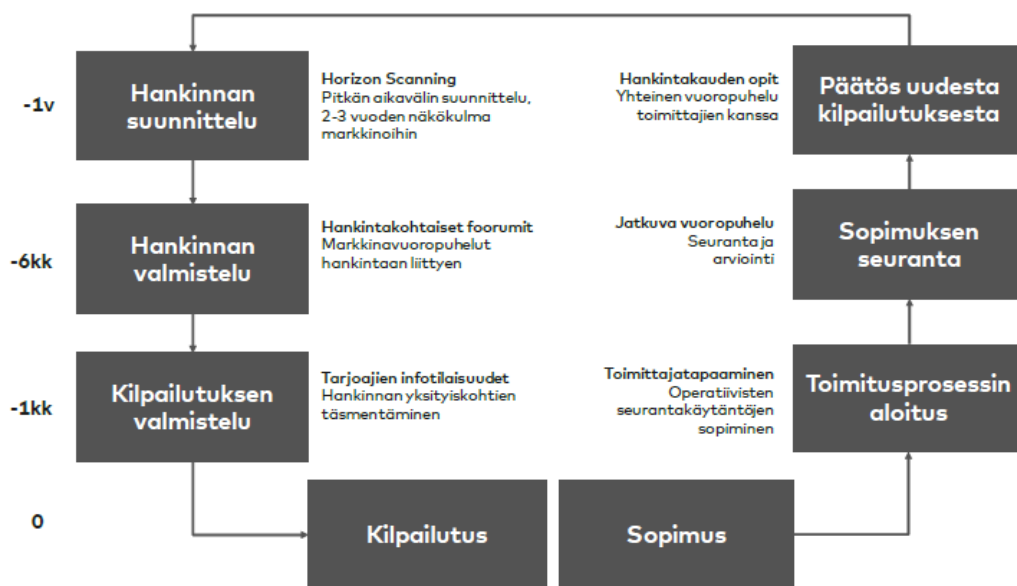 -1v
Hankinnan
suunnittelu
Horizon Scanning
Pitkän aikavälin suunnittelu,
2-3 vuoden näkökulma
markkinoihin
Hankintakauden opit
Yhteinen vuoropuhelu
toimittajien kanssa
Päätös uudesta
kilpailutuksesta
-6kk
Hankinnan
valmistelu
Hankintakohtaiset foorumit
Markkinavuoropuhelut
hankintaan liittyen
Jatkuva vuoropuhelu
Seuranta ja
arviointi
Sopimuksen
seuranta
-1kk
Kilpailutuksen
valmistelu
Tarjoajien infotilaisuudet
Hankinnan yksityiskohtien
täsmentäminen
Toimittajatapaaminen
Operatiivisten
seurantakäytäntöjen
sopiminen
Toimitusprosessin
aloitus
0
Kilpailutus
Sopimus